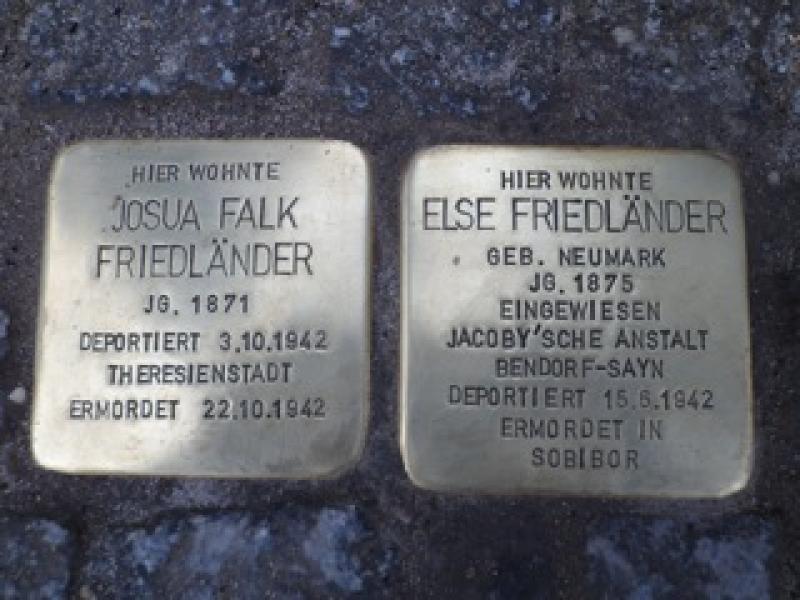 HIER WOHNTE
JOSUA FALK
FRIEDLÄNDER
JG. 1871
DEPORTIERT 3.10.1942
THERESIENSTADT
ERMORDET 22.10.1942
HIER WOHNTE
ELSE FRIEDLÄNDER
GEB. NEUMARK
JG. 1875
EINGEWIESEN
JACOBY'SCHE ANSTALT
BENDORF-SAYN
DEPORTIERT 15.6.1942
ERMORDET IN
SOBIBOR